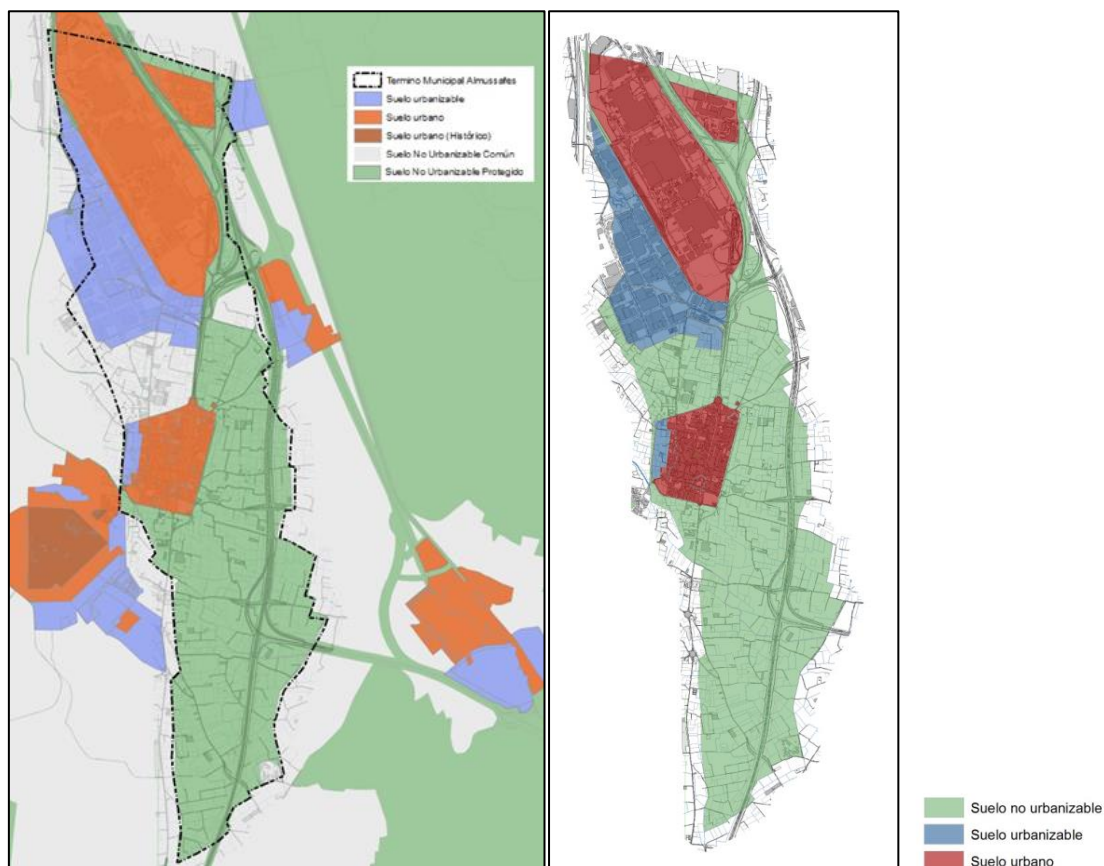 Termino Municipal Almussafes
Suelo urbanizable
Suelo urbano
Suelo urbano (Histórico)
Suelo No Urbanizable Común
Suelo No Urbanizable Protegido
Suelo no urbanizable
Suelo urbanizable
Suelo urbano